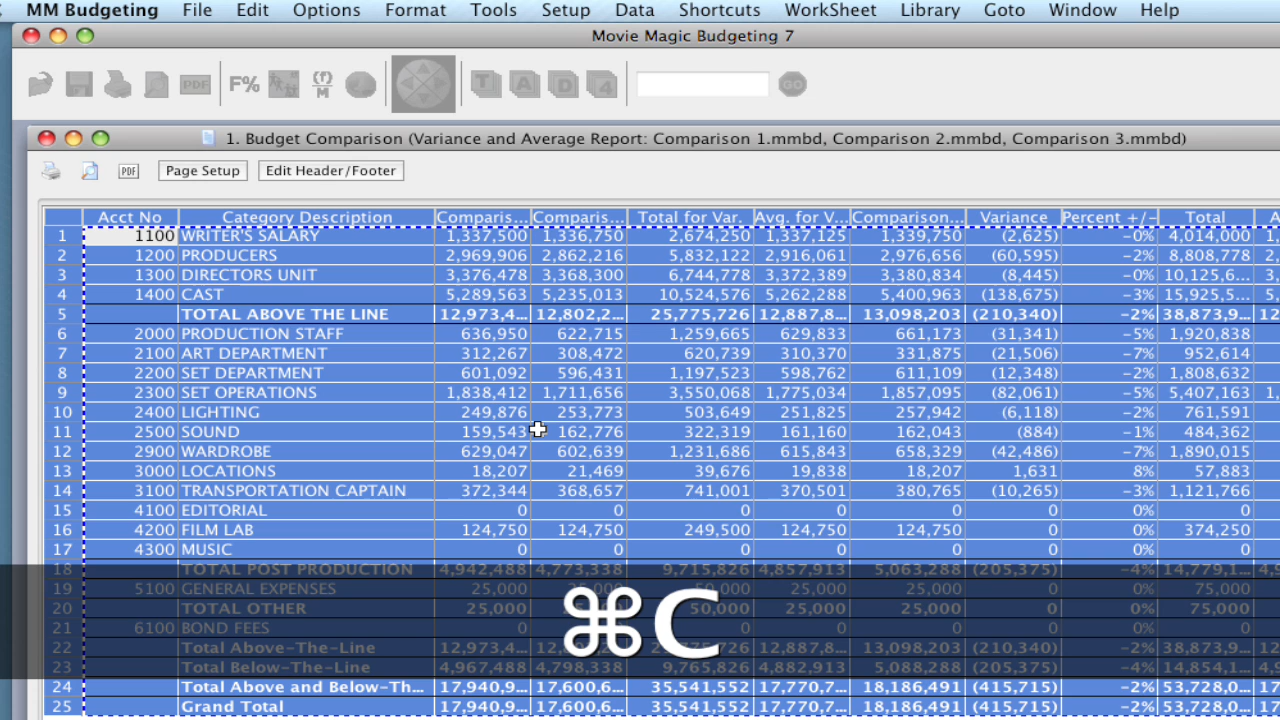 MM Budgeting File Edit Options Format Tools Setup Data Shortcuts WorkSheet Library Goto Window Help
Movie Magic Budgeting 7
PDF F% (f) M T A D 4 GO
1. Budget Comparison (Variance and Average Report: Comparison 1.mmbd, Comparison 2.mmbd, Comparison 3.mmbd)
PDF Page Setup Edit Header/Footer
Acct No Category Description Comparis... Comparis... Total for Var. Avg. for V... Comparison... Variance Percent +/- Total A
1 1100 WRITER'S SALARY 1,337,500 1,336,750 2,674,250 1,337,125 1,339,750 (2,625) -0% 4,014,000 1,
2 1200 PRODUCERS 2,969,906 2,862,216 5,832,122 2,916,061 2,976,656 (60,595) -2% 8,808,778 2,
3 1300 DIRECTORS UNIT 3,376,478 3,368,300 6,744,778 3,372,389 3,380,834 (8,445) -0% 10,125,6... 3,
4 1400 CAST 5,289,563 5,235,013 10,524,576 5,262,288 5,400,963 (138,675) -3% 15,925,5... 5,
5 TOTAL ABOVE THE LINE 12,973,4... 12,802,2... 25,775,726 12,887,8... 13,098,203 (210,340) -2% 38,873,9... 12
6 2000 PRODUCTION STAFF 636,950 622,715 1,259,665 629,833 661,173 (31,341) -5% 1,920,838
7 2100 ART DEPARTMENT 312,267 308,472 620,739 310,370 331,875 (21,506) -7% 952,614
8 2200 SET DEPARTMENT 601,092 596,431 1,197,523 598,762 611,109 (12,348) -2% 1,808,632
9 2300 SET OPERATIONS 1,838,412 1,711,656 3,550,068 1,775,034 1,857,095 (82,061) -5% 5,407,163 1,
10 2400 LIGHTING 249,876 253,773 503,649 251,825 257,942 (6,118) -2% 761,591
11 2500 SOUND 159,543 162,776 322,319 161,160 162,043 (884) -1% 484,362
12 2900 WARDROBE 629,047 602,639 1,231,686 615,843 658,329 (42,486) -7% 1,890,015
13 3000 LOCATIONS 18,207 21,469 39,676 19,838 18,207 1,631 8% 57,883
14 3100 TRANSPORTATION CAPTAIN 372,344 368,657 741,001 370,501 380,765 (10,265) -3% 1,121,766
15 4100 EDITORIAL 0 0 0 0 0 0 0% 0
16 4200 FILM LAB 124,750 124,750 249,500 124,750 124,750 0 0% 374,250
17 4300 MUSIC 0 0 0 0 0 0 0% 0
18 TOTAL POST PRODUCTION 4,942,488 4,773,338 9,715,826 4,857,913 5,063,288 (205,375) -4% 14,779,1... 4,9
19 5100 GENERAL EXPENSES 25,000 25,000 25,000 0 0% 75,000
20 TOTAL OTHER 25,000 50,000 25,000 25,000 0 0% 75,000
21 6100 BOND FEES 0 0 0 0 0% 0
22 Total Above-The-Line 12,973,4... 12,887,8... 13,098,203 (210,340) -2% 38,873,9... 12
23 Total Below-The-Line 4,967,488 4,798,338 9,765,826 4,882,913 5,088,288 (205,375) -4% 14,854,1... 4,9
24 Total Above and Below-Th... 17,940,9... 17,600,6... 35,541,552 17,770,7... 18,186,491 (415,715) -2% 53,728,0... 17
25 Grand Total 17,940,9... 17,600,6... 35,541,552 17,770,7... 18,186,491 (415,715) -2% 53,728,0... 17
⌘C